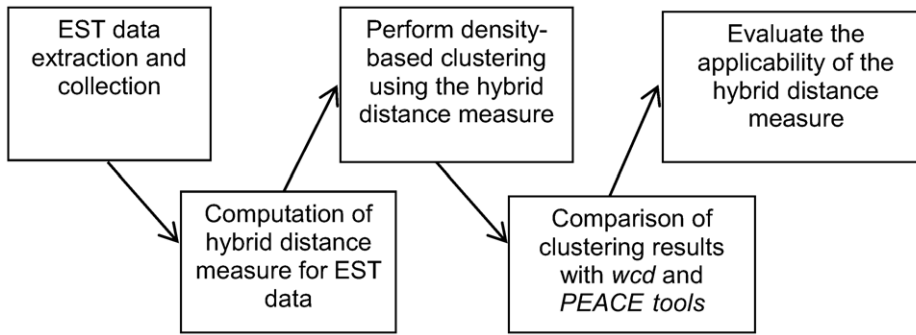 EST data
extraction and
collection
Computation of
hybrid distance
measure for EST
data
Perform density-
based clustering
using the hybrid
distance measure
Comparison of
clustering results
with wcd and
PEACE tools
Evaluate the
applicability of the
hybrid distance
measure